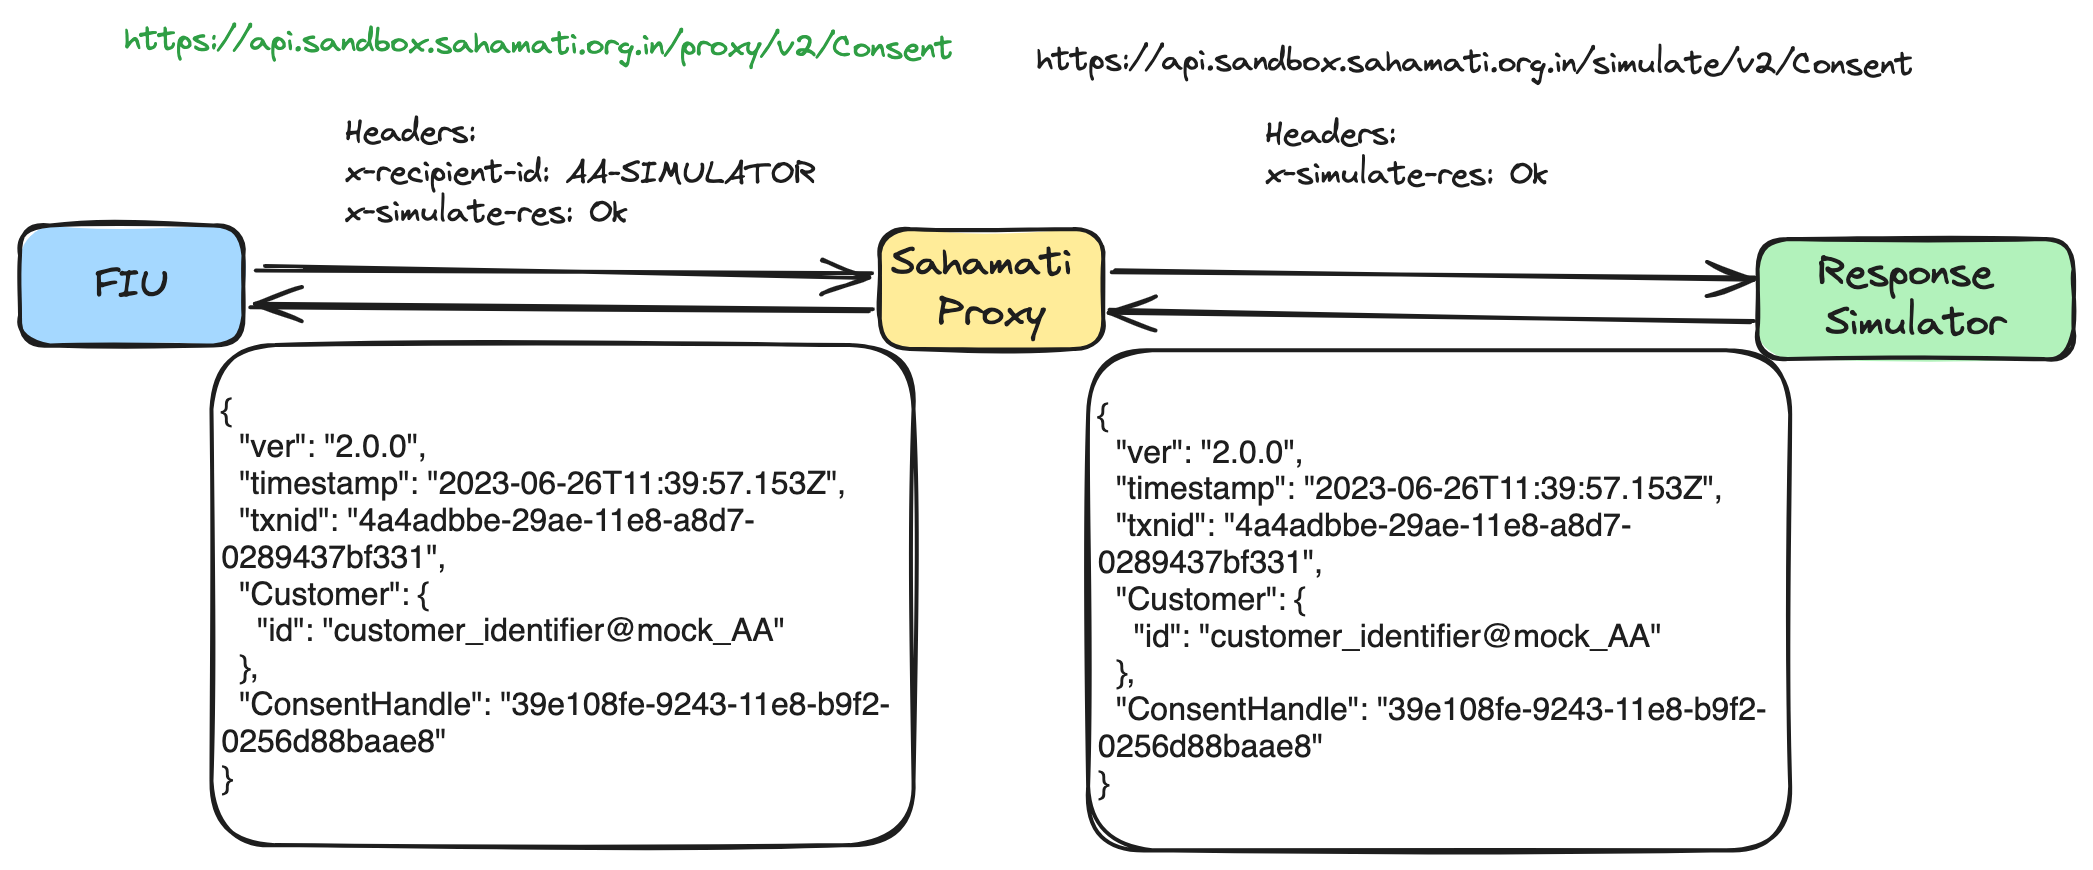 https://api.sandbox.sahamati.org.in/proxy/v2/Consent
https://api.sandbox.sahamati.org.in/simulate/v2/Consent
Headers:
x-recipient-id: AA-SIMULATOR
x-simulate-res: Ok
Headers:
x-simulate-res: Ok
FIU
Sahamati
Proxy
Response
Simulator
{
"ver": "2.0.0",
"timestamp": "2023-06-26T11:39:57.153Z",
"txnid": "4a4adbbe-29ae-11e8-a8d7-
0289437bf331",
"Customer": {
"id": "customer_identifier@mock_AA"
},
"ConsentHandle": "39e108fe-9243-11e8-b9f2-
0256d88baae8"
}
{
"ver": "2.0.0",
"timestamp": "2023-06-26T11:39:57.153Z",
"txnid": "4a4adbbe-29ae-11e8-a8d7-
0289437bf331",
"Customer": {
"id": "customer_identifier@mock_AA"
},
"ConsentHandle": "39e108fe-9243-11e8-b9f2-
0256d88baae8"
}